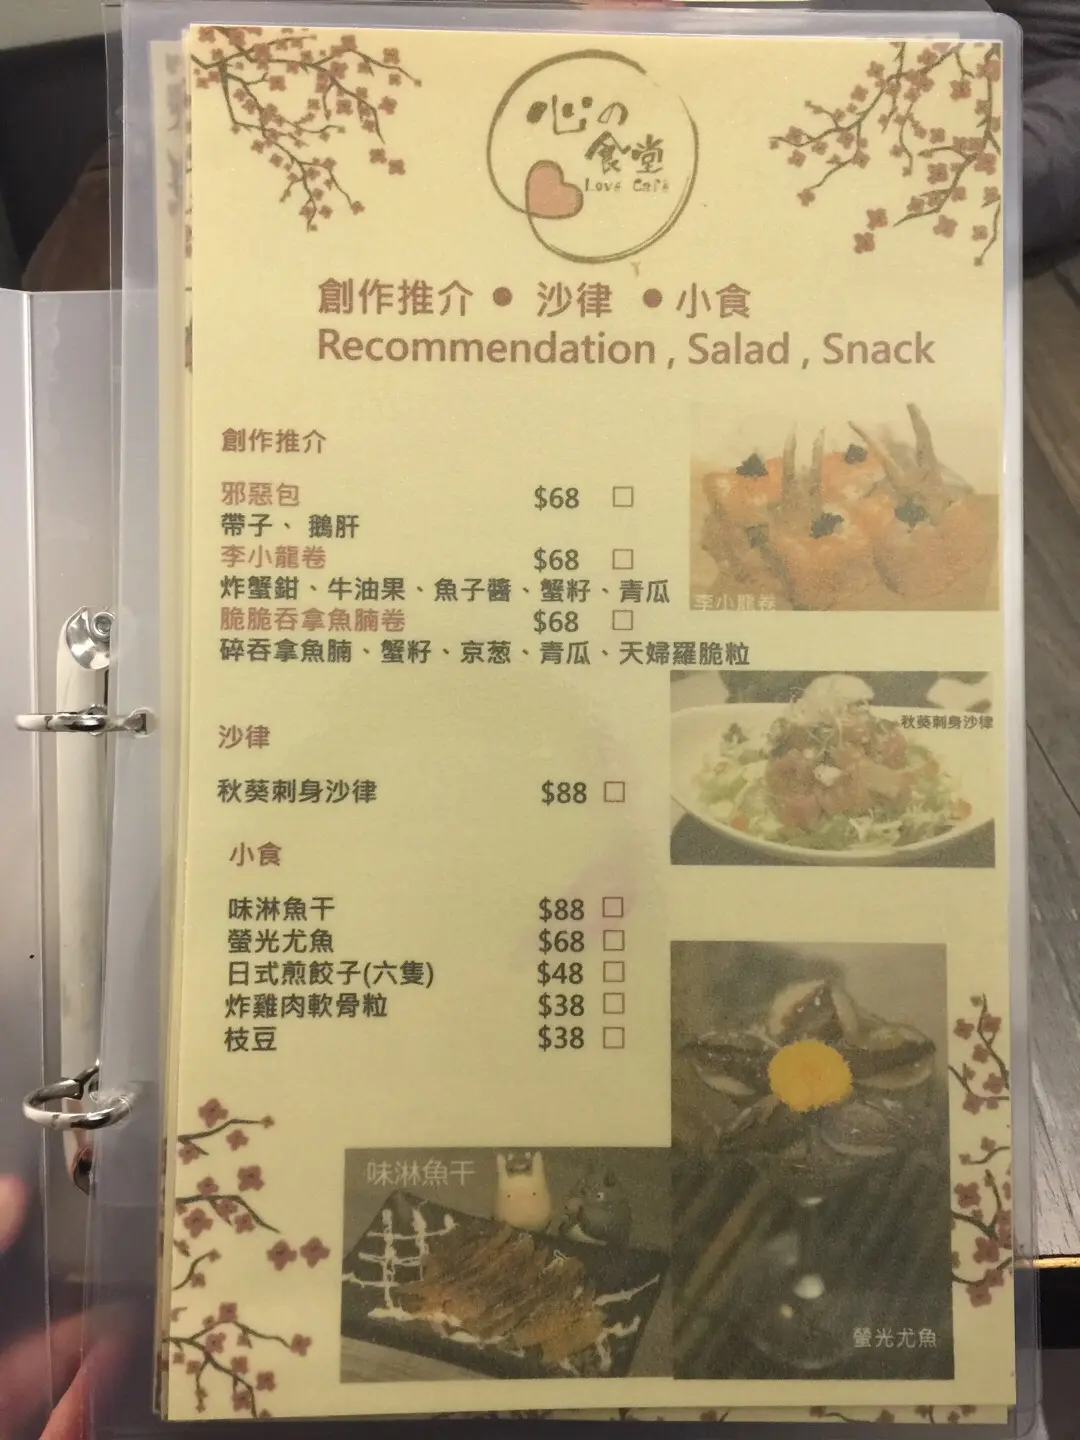 心の
食堂
Love Café
創作推介 • 沙律 • 小食
Recommendation , Salad , Snack
創作推介
邪惡包 $68 □
帶子、 鵝肝
李小龍卷 $68 □
炸蟹鉗、牛油果、魚子醬、蟹籽、青瓜
李小龍卷
脆脆吞拿魚腩卷 $68 □
碎吞拿魚腩、蟹籽、京葱、青瓜、天婦羅脆粒
沙律
秋葵刺身沙律
秋葵刺身沙律 $88 □
小食
味淋魚干 $88 □
螢光尤魚 $68 □
日式煎餃子(六隻) $48 □
炸雞肉軟骨粒 $38 □
枝豆 $38 □
味淋魚干
螢光尤魚